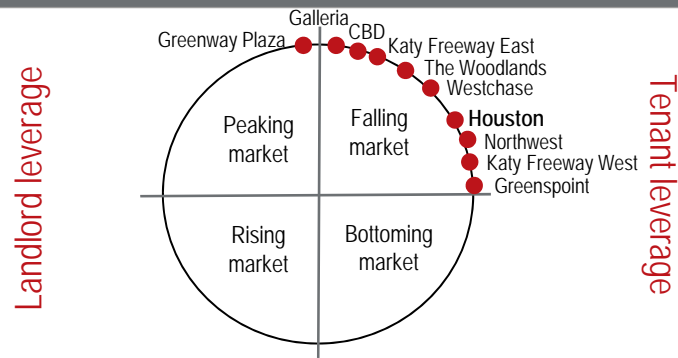 Galleria
CBD
Greenway Plaza
Katy Freeway East
The Woodlands
Westchase
Houston
Northwest
Katy Freeway West
Greenspoint
Landlord leverage
Tenant leverage
Peaking
market
Falling
market
Rising
market
Bottoming
market